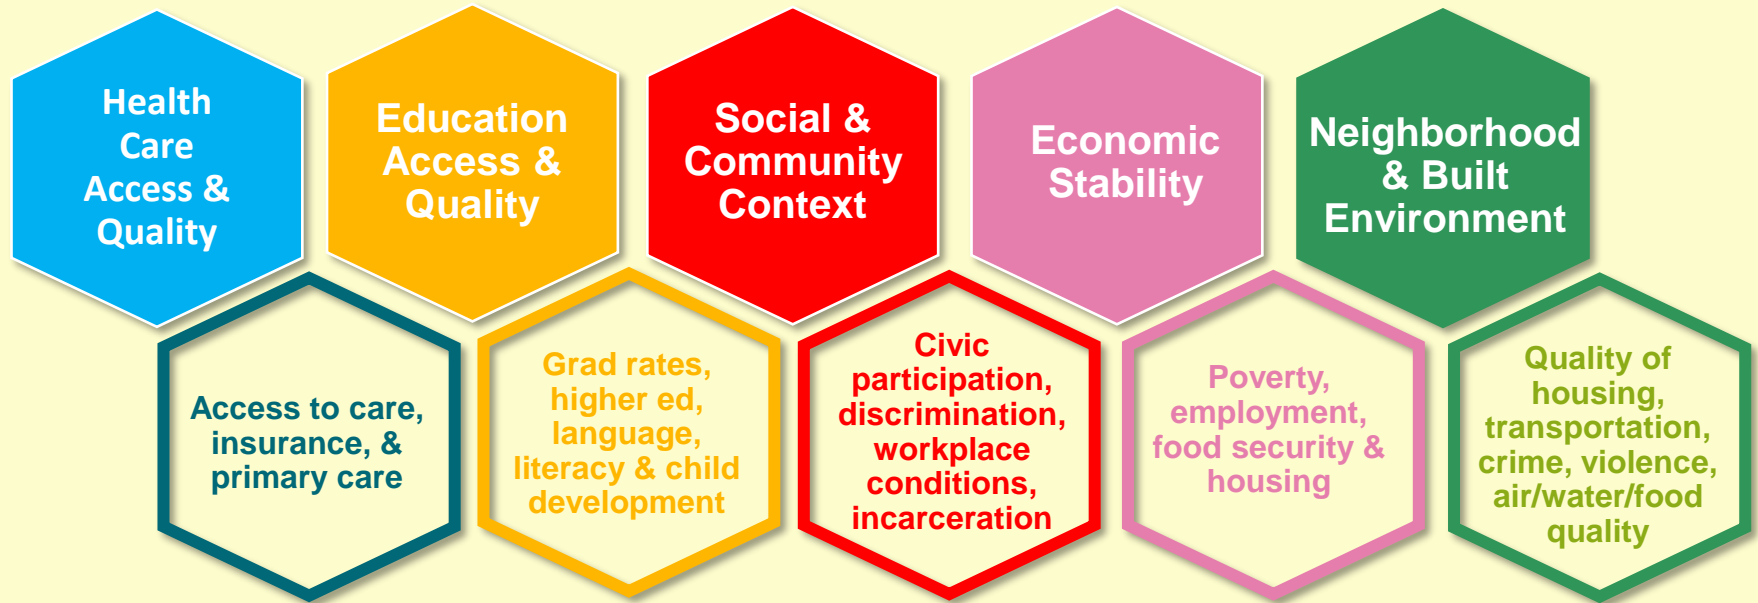 Health
Care
Access &
Quality
Education
Access &
Quality
Social &
Community
Context
Economic
Stability
Neighborhood
& Built
Environment
Access to care,
insurance, &
primary care
Grad rates,
higher ed,
language,
literacy & child
development
Civic
participation,
discrimination,
workplace
conditions,
incarceration
Poverty,
employment,
food security &
housing
Quality of
housing,
transportation,
crime, violence,
air/water/food
quality